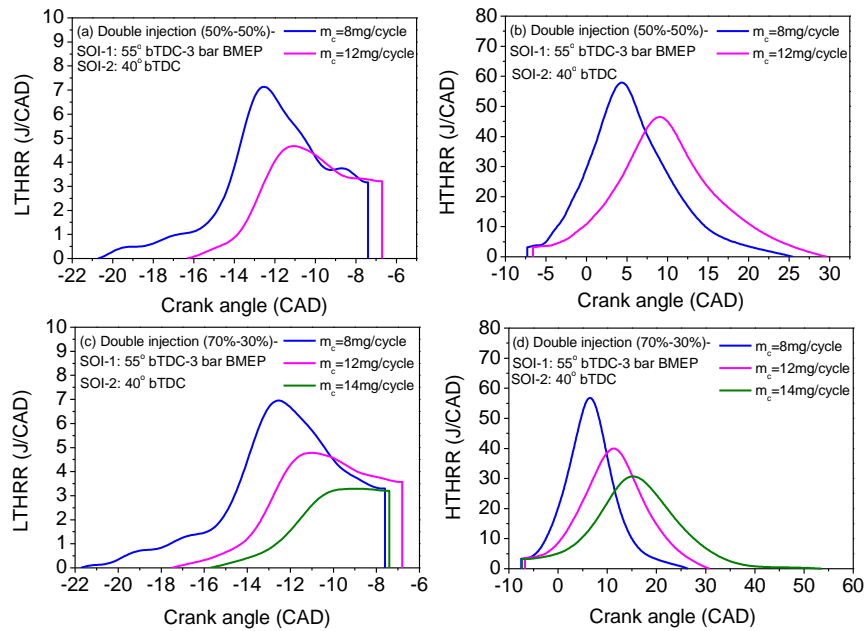 (a) Double injection (50%-50%)-
SOI-1: 55° bTDC-3 bar BMEP
SOI-2: 40° bTDC
m_c=8mg/cycle
m_c=12mg/cycle
LTHRR (J/CAD)
10
9
8
7
6
5
4
3
2
1
0
-22 -20 -18 -16 -14 -12 -10 -8 -6
Crank angle (CAD)
(b) Double injection (50%-50%)-
SOI-1: 55° bTDC-3 bar BMEP
SOI-2: 40° bTDC
m_c=8mg/cycle
m_c=12mg/cycle
HTHRR (J/CAD)
80
70
60
50
40
30
20
10
0
-10 -5 0 5 10 15 20 25 30
Crank angle (CAD)
(c) Double injection (70%-30%)-
SOI-1: 55° bTDC-3 bar BMEP
SOI-2: 40° bTDC
m_c=8mg/cycle
m_c=12mg/cycle
m_c=14mg/cycle
LTHRR (J/CAD)
10
9
8
7
6
5
4
3
2
1
0
-22 -20 -18 -16 -14 -12 -10 -8 -6
Crank angle (CAD)
(d) Double injection (70%-30%)-
SOI-1: 55° bTDC-3 bar BMEP
SOI-2: 40° bTDC
m_c=8mg/cycle
m_c=12mg/cycle
m_c=14mg/cycle
HTHRR (J/CAD)
80
70
60
50
40
30
20
10
0
-10 0 10 20 30 40 50 60
Crank angle (CAD)